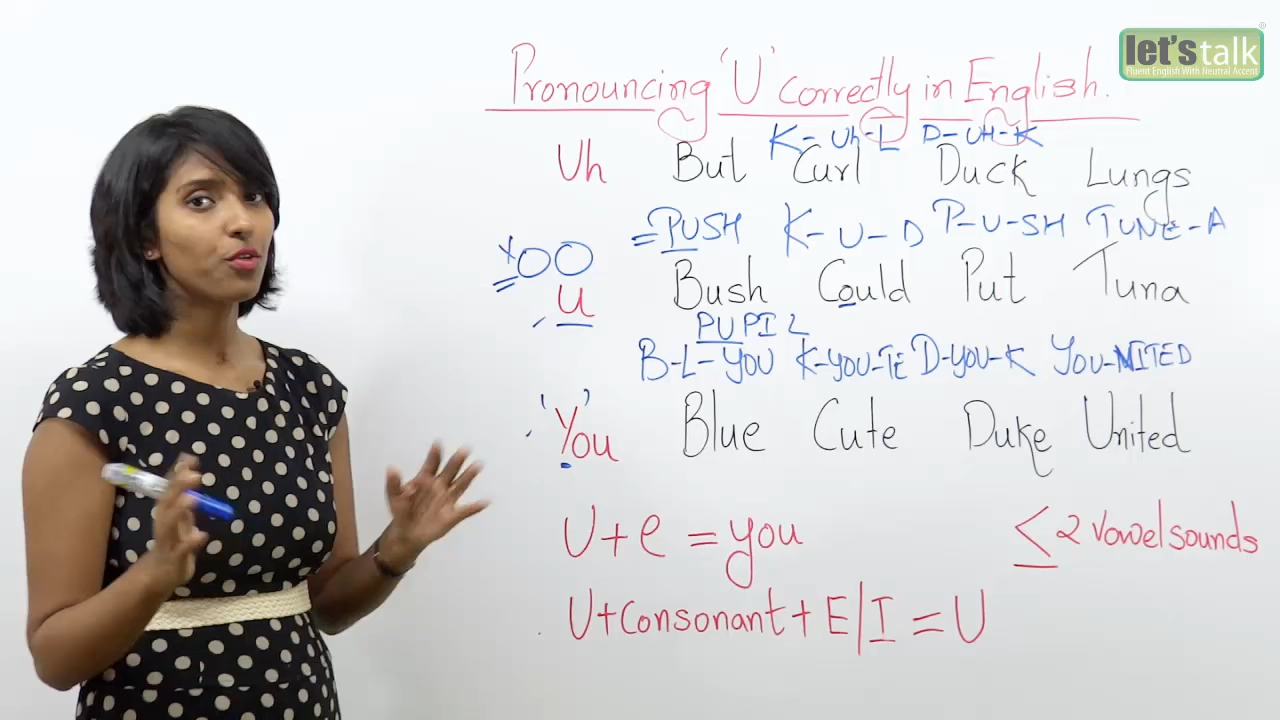 let's talk
®
Fluent English With Neutral Accent
Pronouncing 'U' correctly in English.
K-Uh-L D-UH-K
Uh But Curl Duck Lungs
=PUSH K-U-D P-U-SH TUNE-A
YOO
U Bush Could Put Tuna
PUPIL
B-L-YOU K-YOU-TE D-YOU-K YOU-NITED
'You' Blue Cute Duke United
U+e = you
< 2 vowel sounds
U+Consonant+E|I = U